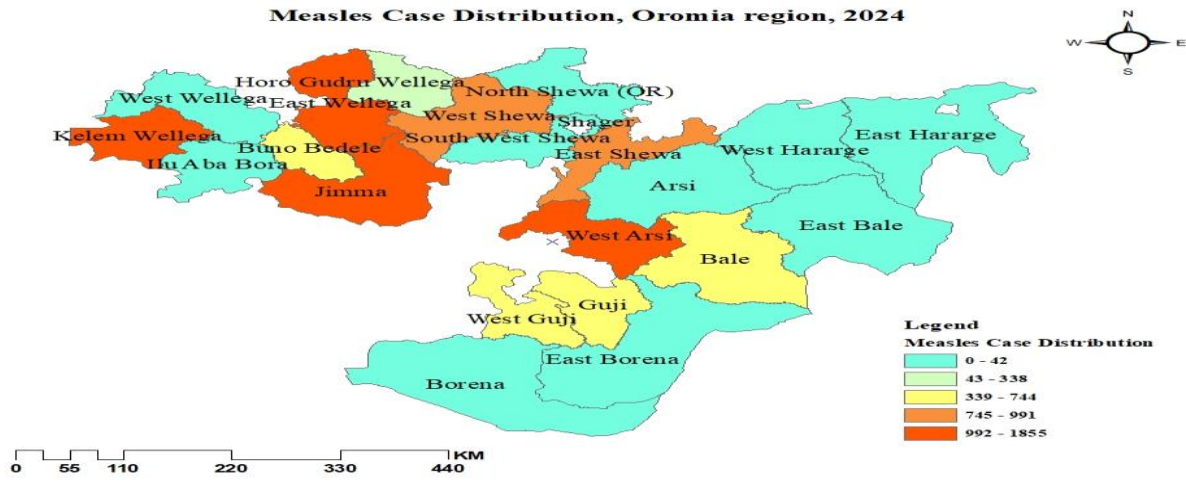 Measles Case Distribution, Oromia region, 2024
N
W E
S
Horo Gudru Wellega
West Wellega
East Wellega
North Shewa (OR)
West Shewa
Shager
Kelem Wellega
South West Shewa
East Hararge
Buno Bedele
East Shewa
West Hararge
Ilu Aba Bora
Jimma
Arsi
East Bale
West Arsi
Bale
Guji
West Guji
East Borena
Borena
Legend
Measles Case Distribution
0 - 42
43 - 338
339 - 744
745 - 991
992 - 1855
KM
0 55 110 220 330 440